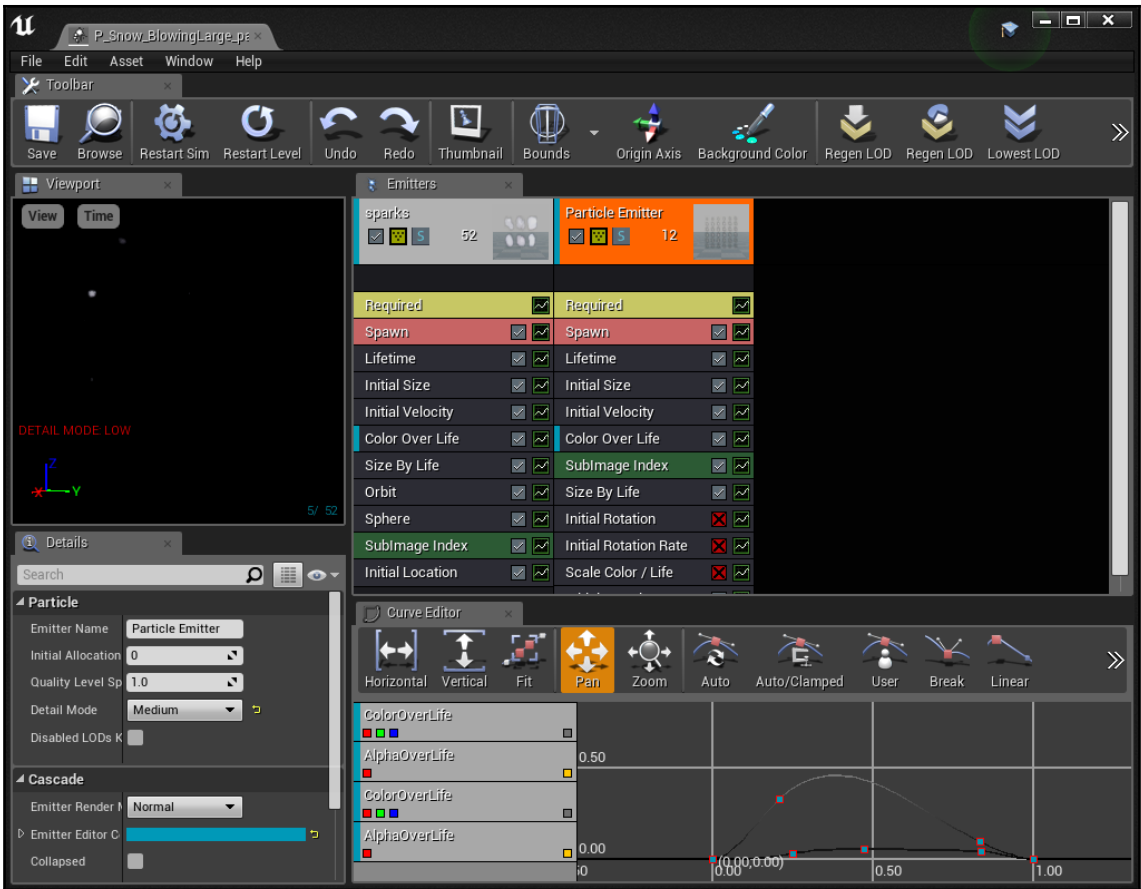 P_Snow_BlowingLarge_pa
File Edit Asset Window Help
Toolbar
Save Browse Restart Sim Restart Level Undo Redo Thumbnail Bounds Origin Axis Background Color Regen LOD Regen LOD Lowest LOD
Viewport
View Time
DETAIL MODE: LOW
Z
X Y
5/ 52
Emitters
sparks
S 52
Particle Emitter
S 12
Required Required
Spawn Spawn
Lifetime Lifetime
Initial Size Initial Size
Initial Velocity Initial Velocity
Color Over Life Color Over Life
Size By Life SubImage Index
Orbit Size By Life
Sphere Initial Rotation
SubImage Index Initial Rotation Rate
Initial Location Scale Color / Life
Details
Search
Particle
Emitter Name Particle Emitter
Initial Allocation 0
Quality Level Sp 1.0
Detail Mode Medium
Disabled LODs K
Cascade
Emitter Render M Normal
Emitter Editor C
Collapsed
Curve Editor
Horizontal Vertical Fit Pan Zoom Auto Auto/Clamped User Break Linear
ColorOverLife
AlphaOverLife
ColorOverLife
AlphaOverLife
0.50
0.00
(0.00,0.00)
0.00 0.50 1.00